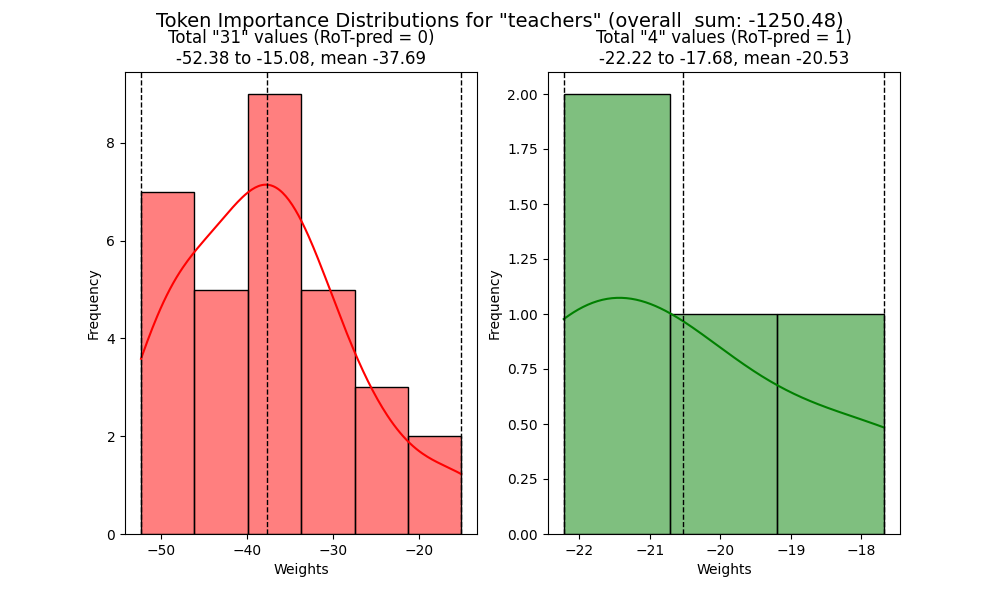 Token Importance Distributions for "teachers" (overall  sum: -1250.48)
Total "31" values (RoT-pred = 0)
-52.38 to -15.08, mean -37.69
Frequency
8
6
4
2
0
−50
−40
−30
−20
Weights
Total "4" values (RoT-pred = 1)
-22.22 to -17.68, mean -20.53
Frequency
2.00
1.75
1.50
1.25
1.00
0.75
0.50
0.25
0.00
−22
−21
−20
−19
−18
Weights